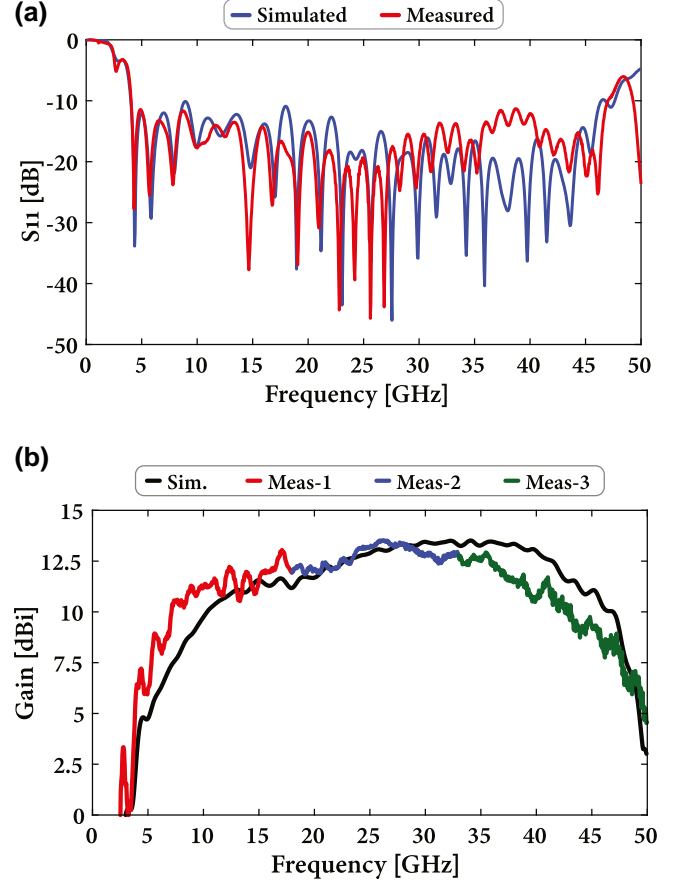 (a)
Simulated Measured
0
-10
-20
-30
-40
-50
S11 [dB]
0 5 10 15 20 25 30 35 40 45 50
Frequency [GHz]
(b)
Sim. Meas-1 Meas-2 Meas-3
15
12.5
10
7.5
5
2.5
0
Gain [dBi]
0 5 10 15 20 25 30 35 40 45 50
Frequency [GHz]